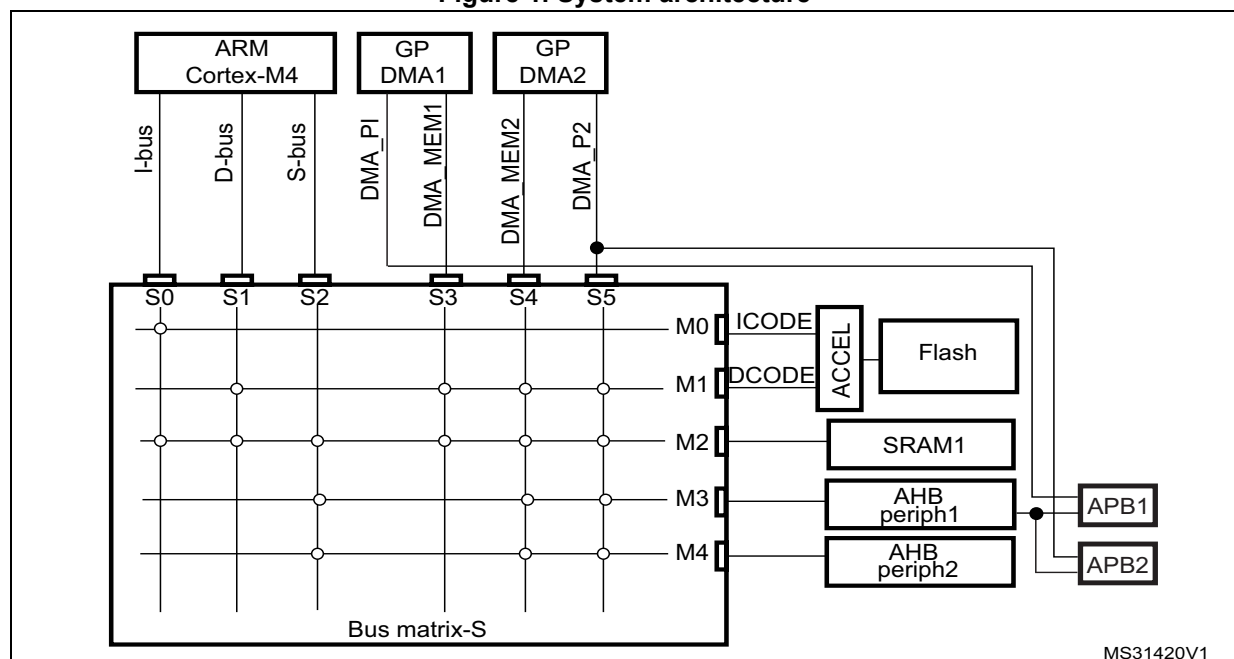 Figure 1. System architecture
ARM
Cortex-M4
GP
DMA1
GP
DMA2
I-bus
D-bus
S-bus
DMA_PI
DMA_MEM1
DMA_MEM2
DMA_P2
S0 S1 S2 S3 S4 S5
M0 ICODE
ACCEL
Flash
M1 DCODE
M2
SRAM1
M3
AHB
periph1
APB1
M4
AHB
periph2
APB2
Bus matrix-S
MS31420V1